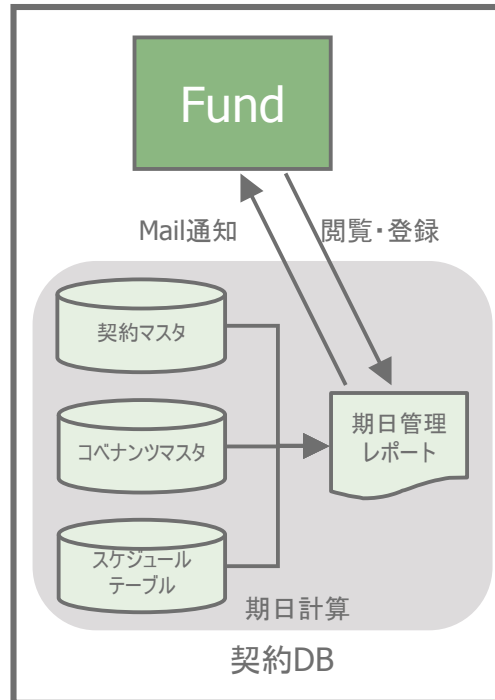 Fund
Mail通知
閲覧・登録
契約マスタ
コベナンツマスタ
スケジュール
テーブル
期日管理
レポート
期日計算
契約DB